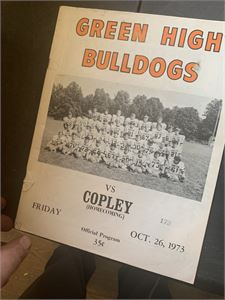 GREEN HIGH
BULLDOGS
VS
COPLEY
(HOMECOMING)
FRIDAY
OCT. 26, 1973
Official Program
35¢